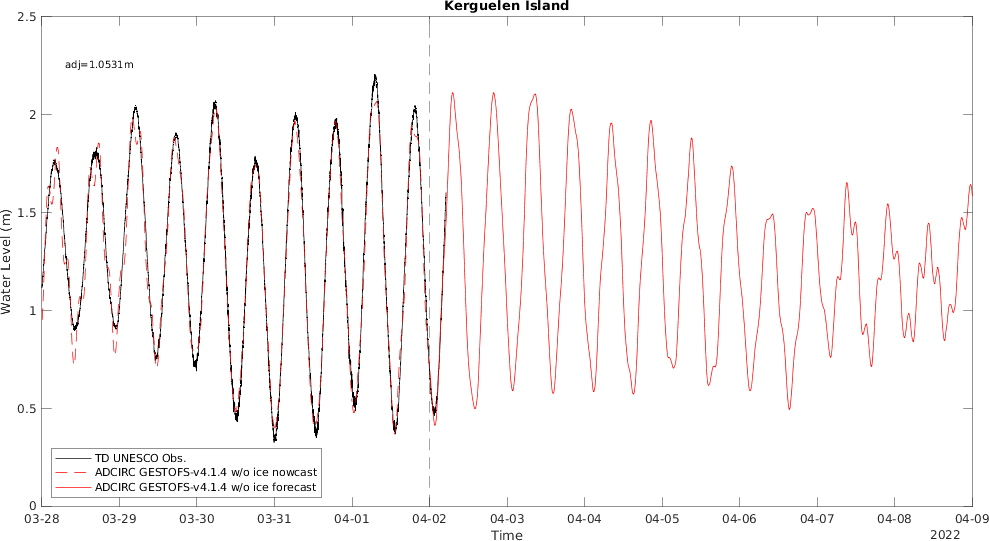 Kerguelen Island
2.5
adj=1.0531m
2
1.5
Water Level (m)
1
0.5
TD UNESCO Obs.
ADCIRC GESTOFS-v4.1.4 w/o ice nowcast
ADCIRC GESTOFS-v4.1.4 w/o ice forecast
0
03-28 03-29 03-30 03-31 04-01 04-02 04-03 04-04 04-05 04-06 04-07 04-08 04-09
Time
2022